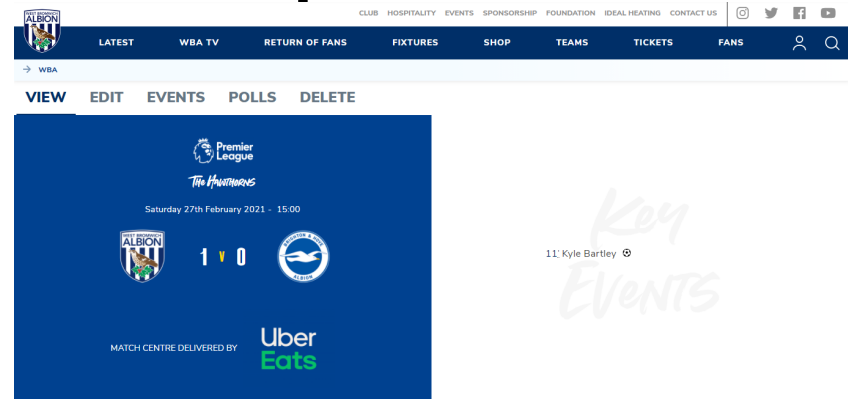 CLUB HOSPITALITY EVENTS SPONSORSHIP FOUNDATION IDEAL HEATING CONTACT US
WEST BROMWICH
ALBION
LATEST WBA TV RETURN OF FANS FIXTURES SHOP TEAMS TICKETS FANS
WBA
VIEW EDIT EVENTS POLLS DELETE
Premier
League
The Hawthorns
Saturday 27th February 2021 - 15:00
WEST BROMWICH
ALBION
1 v 0
BRIGHTON & HOVE
ALBION
Key
Events
11' Kyle Bartley
MATCH CENTRE DELIVERED BY
Uber
Eats